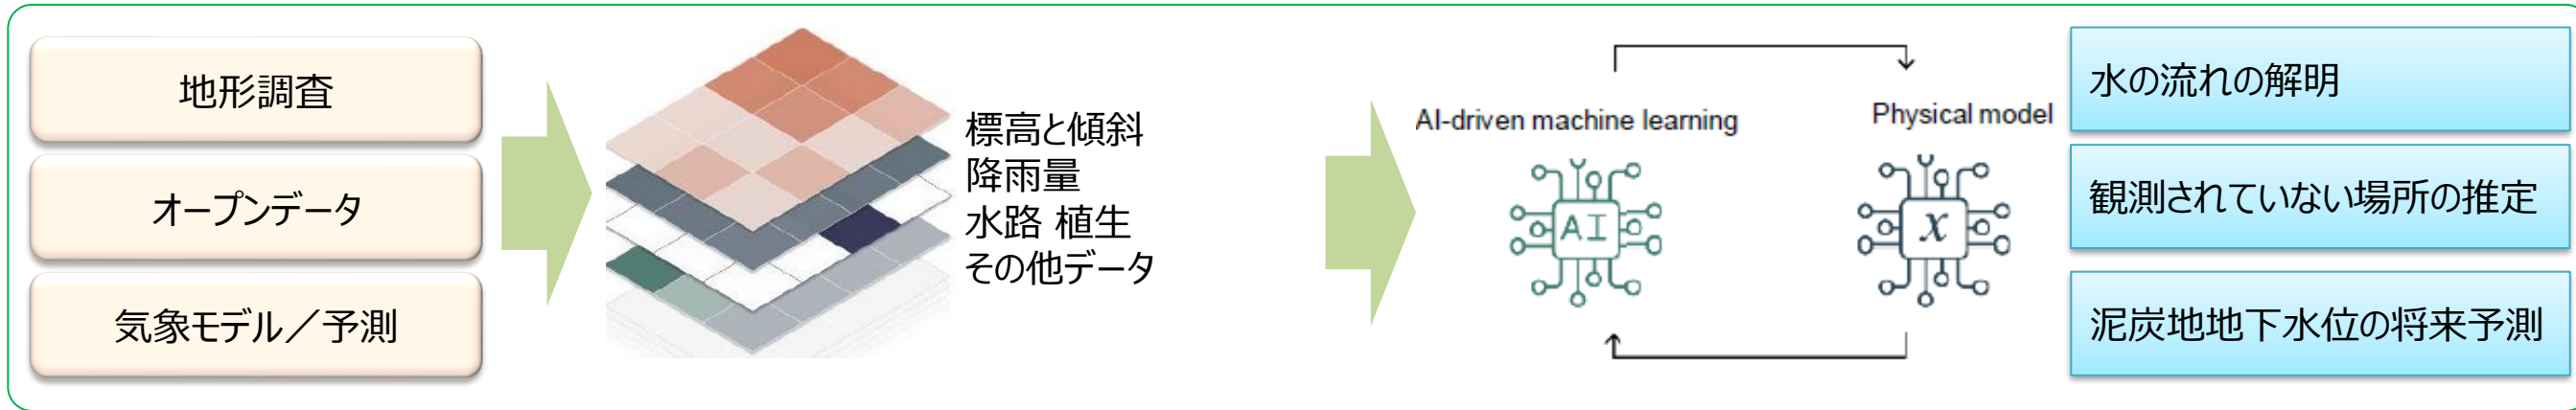 地形調査
オープンデータ
気象モデル／予測
標高と傾斜
降雨量
水路 植生
その他データ
AI-driven machine learning
AI
Physical model
x
水の流れの解明
観測されていない場所の推定
泥炭地地下水位の将来予測